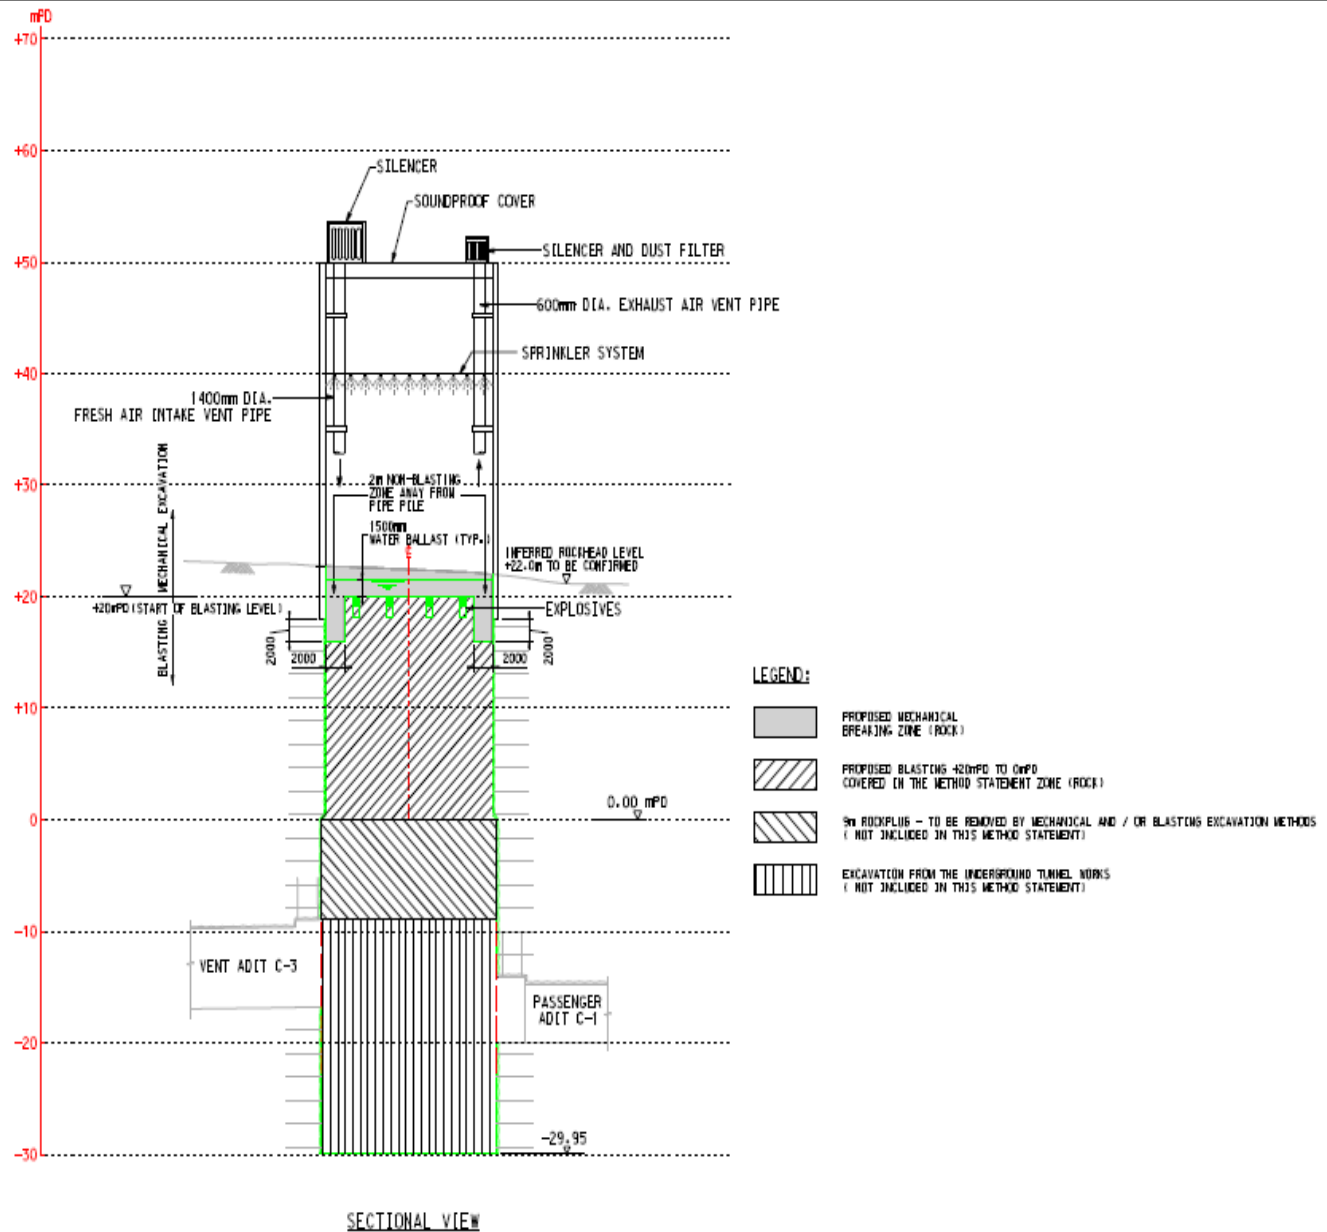 mPD
+70
+60
SILENCER
SOUNDPROOF COVER
SILENCER AND DUST FILTER
+50
600mm DIA. EXHAUST AIR VENT PIPE
SPRINKLER SYSTEM
+40
1400mm DIA.
FRESH AIR INTAKE VENT PIPE
MECHANICAL EXCAVATION
BLASTING
+30
2m NON-BLASTING
ZONE AWAY FROM
PIPE PILE
1500mm
WATER BALLAST (TYP.)
INFERRED ROCKHEAD LEVEL
+22.0m TO BE CONFIRMED
+20
+20mPD(START OF BLASTING LEVEL)
EXPLOSIVES
2000
2000
2000
2000
+10
0
0.00 mPD
-10
VENT ADIT C-3
PASSENGER
ADIT C-1
-20
-29.95
-30
SECTIONAL VIEW
LEGEND:
PROPOSED MECHANICAL
BREAKING ZONE (ROCK)
PROPOSED BLASTING +20mPD TO 0mPD
COVERED IN THE METHOD STATEMENT ZONE (ROCK)
9m ROCKPLUG - TO BE REMOVED BY MECHANICAL AND / OR BLASTING EXCAVATION METHODS
( NOT INCLUDED IN THIS METHOD STATEMENT)
EXCAVATION FROM THE UNDERGROUND TUNNEL WORKS
( NOT INCLUDED IN THIS METHOD STATEMENT)